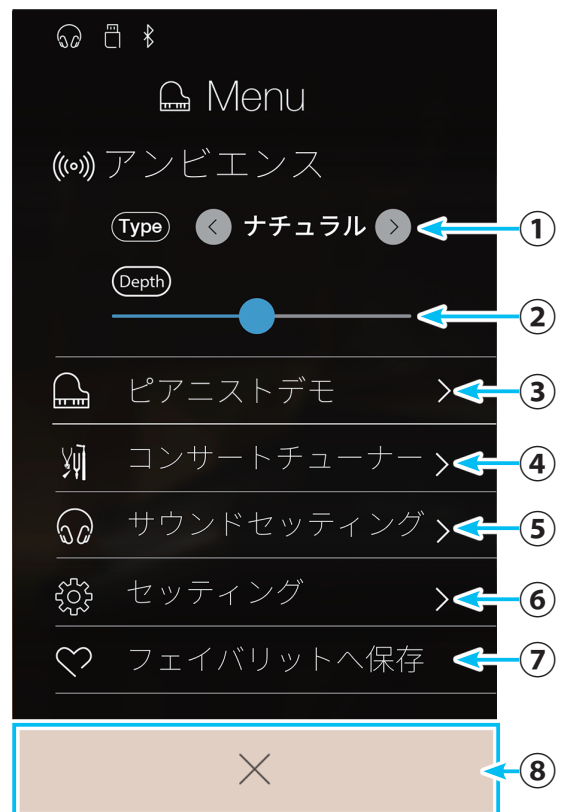 Menu
アンビエンス
Type ナチュラル ①
Depth
②
ピアニストデモ ③
コンサートチューナー ④
サウンドセッティング ⑤
セッティング ⑥
フェイバリットへ保存 ⑦
⑧